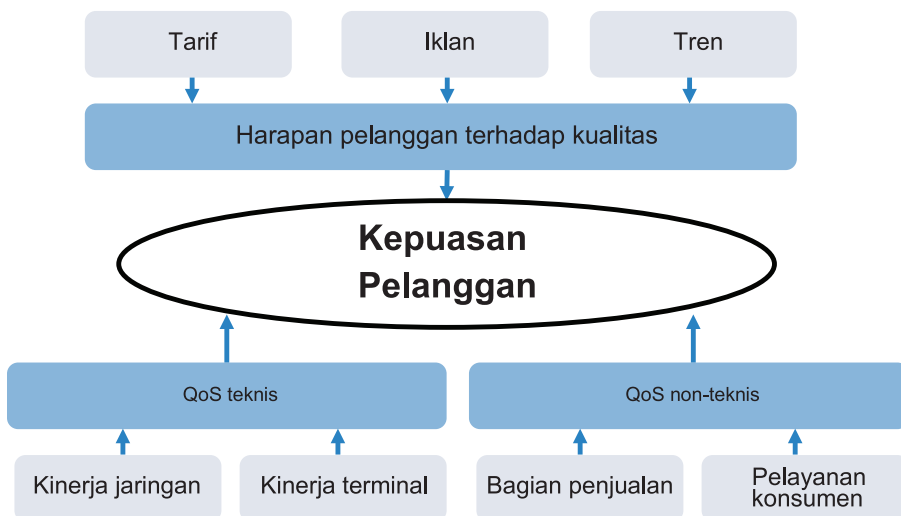 Tarif
Iklan
Tren
Harapan pelanggan terhadap kualitas
Kepuasan
Pelanggan
QoS teknis
QoS non-teknis
Kinerja jaringan
Kinerja terminal
Bagian penjualan
Pelayanan
konsumen